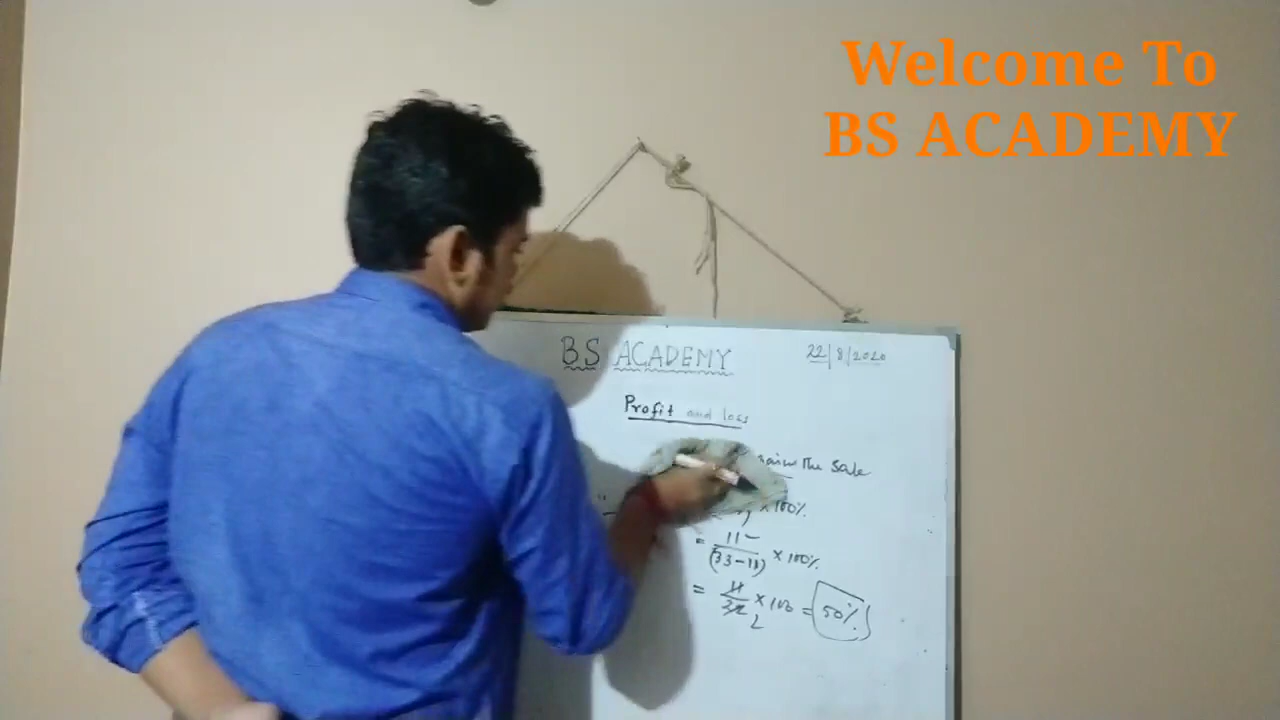 Welcome To
BS ACADEMY
BS ACADEMY 22/8/2020
Profit and loss
The Sale
× 100%
= 11 / (33-11) × 100%
= 11 / 22 × 100 = 50%
2